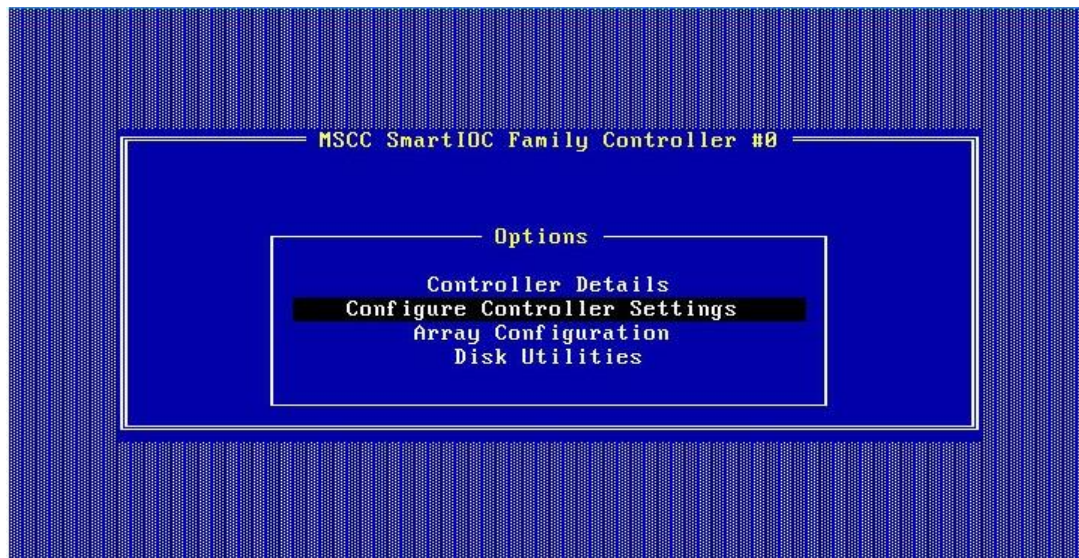 MSCC SmartIOC Family Controller #0
Options
Controller Details
Configure Controller Settings
Array Configuration
Disk Utilities